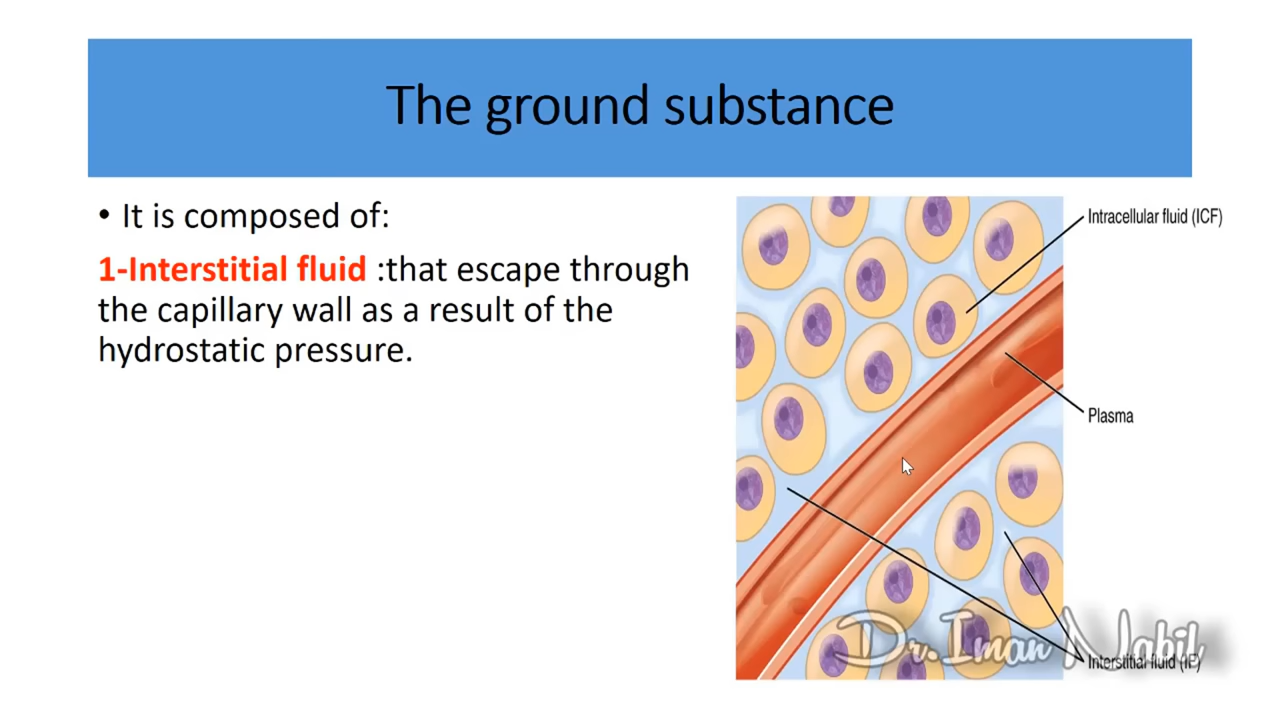 The ground substance
• It is composed of:
1-Interstitial fluid :that escape through
the capillary wall as a result of the
hydrostatic pressure.
Intracellular fluid (ICF)
Plasma
Dr.Iman Nabil
Interstitial fluid (IF)